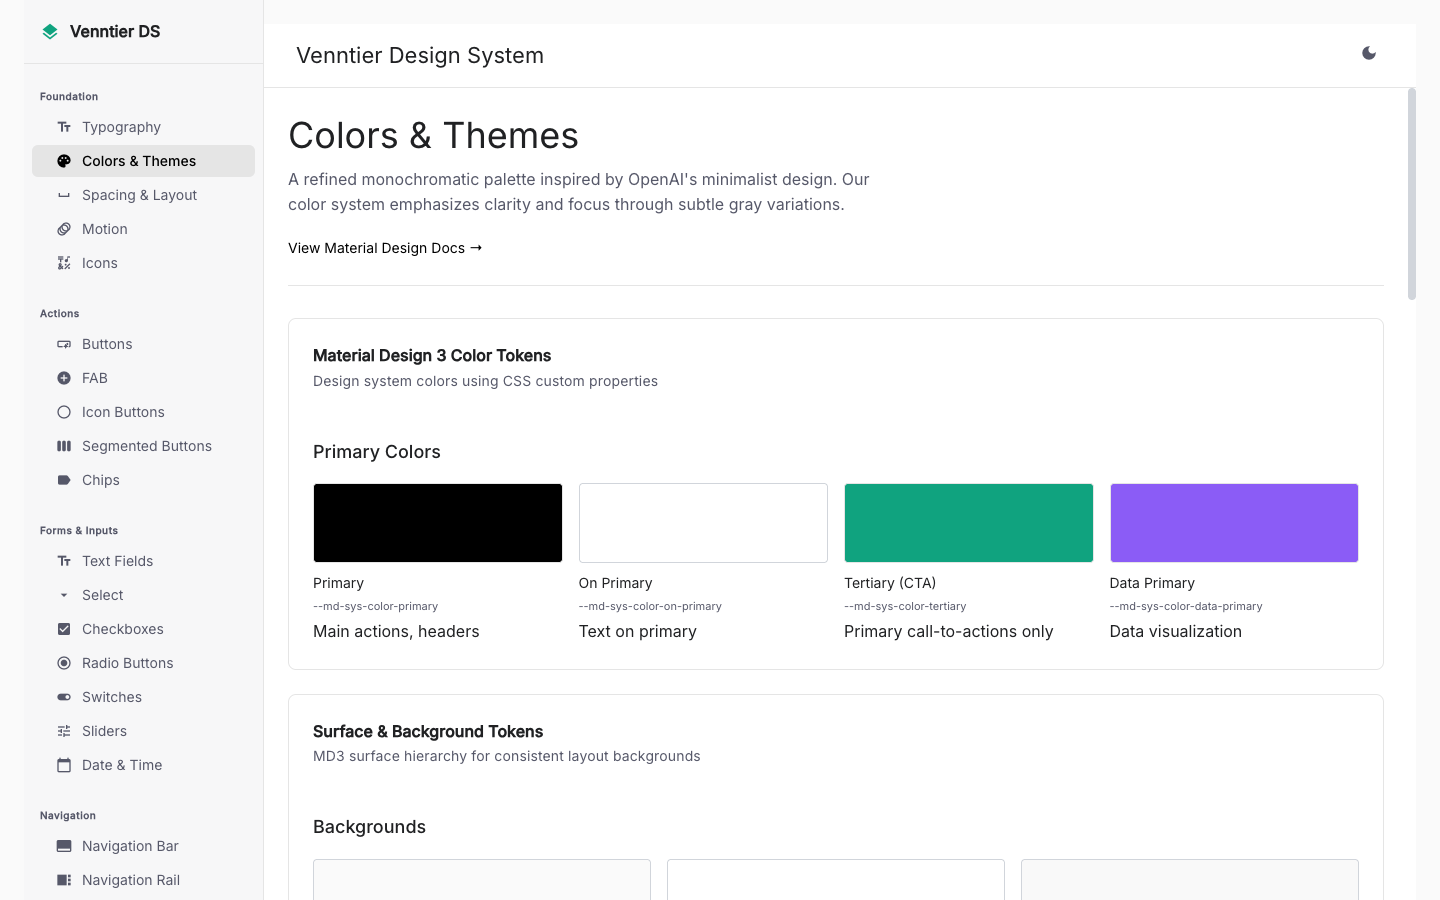 Venntier DS
Foundation
Typography
Colors & Themes
Spacing & Layout
Motion
Icons
Actions
Buttons
FAB
Icon Buttons
Segmented Buttons
Chips
Forms & Inputs
Text Fields
Select
Checkboxes
Radio Buttons
Switches
Sliders
Date & Time
Navigation
Navigation Bar
Navigation Rail
Venntier Design System
Colors & Themes
A refined monochromatic palette inspired by OpenAI's minimalist design. Our
color system emphasizes clarity and focus through subtle gray variations.
View Material Design Docs →
Material Design 3 Color Tokens
Design system colors using CSS custom properties
Primary Colors
Primary
--md-sys-color-primary
Main actions, headers
On Primary
--md-sys-color-on-primary
Text on primary
Tertiary (CTA)
--md-sys-color-tertiary
Primary call-to-actions only
Data Primary
--md-sys-color-data-primary
Data visualization
Surface & Background Tokens
MD3 surface hierarchy for consistent layout backgrounds
Backgrounds